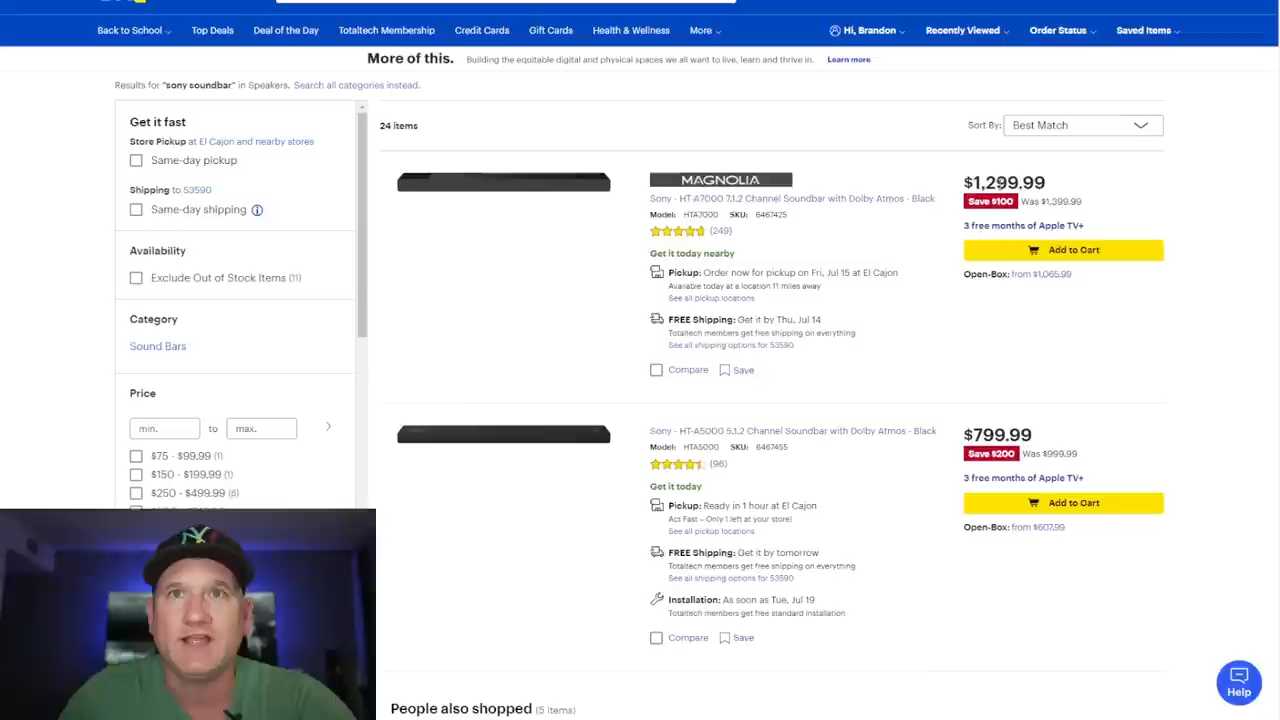 Back to School
Top Deals
Deal of the Day
Totaltech Membership
Credit Cards
Gift Cards
Health & Wellness
More
Hi, Brandon
Recently Viewed
Order Status
Saved Items
More of this. Building the equitable digital and physical spaces we all want to live, learn and thrive in. Learn more
Results for "sony soundbar" in Speakers. Search all categories instead.
Get it fast
Store Pickup at El Cajon and nearby stores
Same-day pickup
Shipping to 53590
Same-day shipping
Availability
Exclude Out of Stock Items (11)
Category
Sound Bars
Price
min. to max.
$75 - $99.99 (1)
$150 - $199.99 (1)
$250 - $499.99 (6)
24 items
Sort By: Best Match
MAGNOLIA
Sony - HT-A7000 7.1.2 Channel Soundbar with Dolby Atmos - Black
Model: HTA7000 SKU: 6467425
(249)
Get it today nearby
Pickup: Order now for pickup on Fri, Jul 15 at El Cajon
Available today at a location 11 miles away
See all pickup locations
FREE Shipping: Get it by Thu, Jul 14
Totaltech members get free shipping on everything
See all shipping options for 53590
Compare Save
$1,299.99
Save $100 Was $1,399.99
3 free months of Apple TV+
Add to Cart
Open-Box: from $1,065.99
Sony - HT-A5000 5.1.2 Channel Soundbar with Dolby Atmos - Black
Model: HTA5000 SKU: 6467455
(96)
Get it today
Pickup: Ready in 1 hour at El Cajon
Act Fast – Only 1 left at your store!
See all pickup locations
FREE Shipping: Get it by tomorrow
Totaltech members get free shipping on everything
See all shipping options for 53590
Installation: As soon as Tue, Jul 19
Totaltech members get free standard installation
Compare Save
$799.99
Save $200 Was $999.99
3 free months of Apple TV+
Add to Cart
Open-Box: from $607.99
People also shopped (5 items)
Help